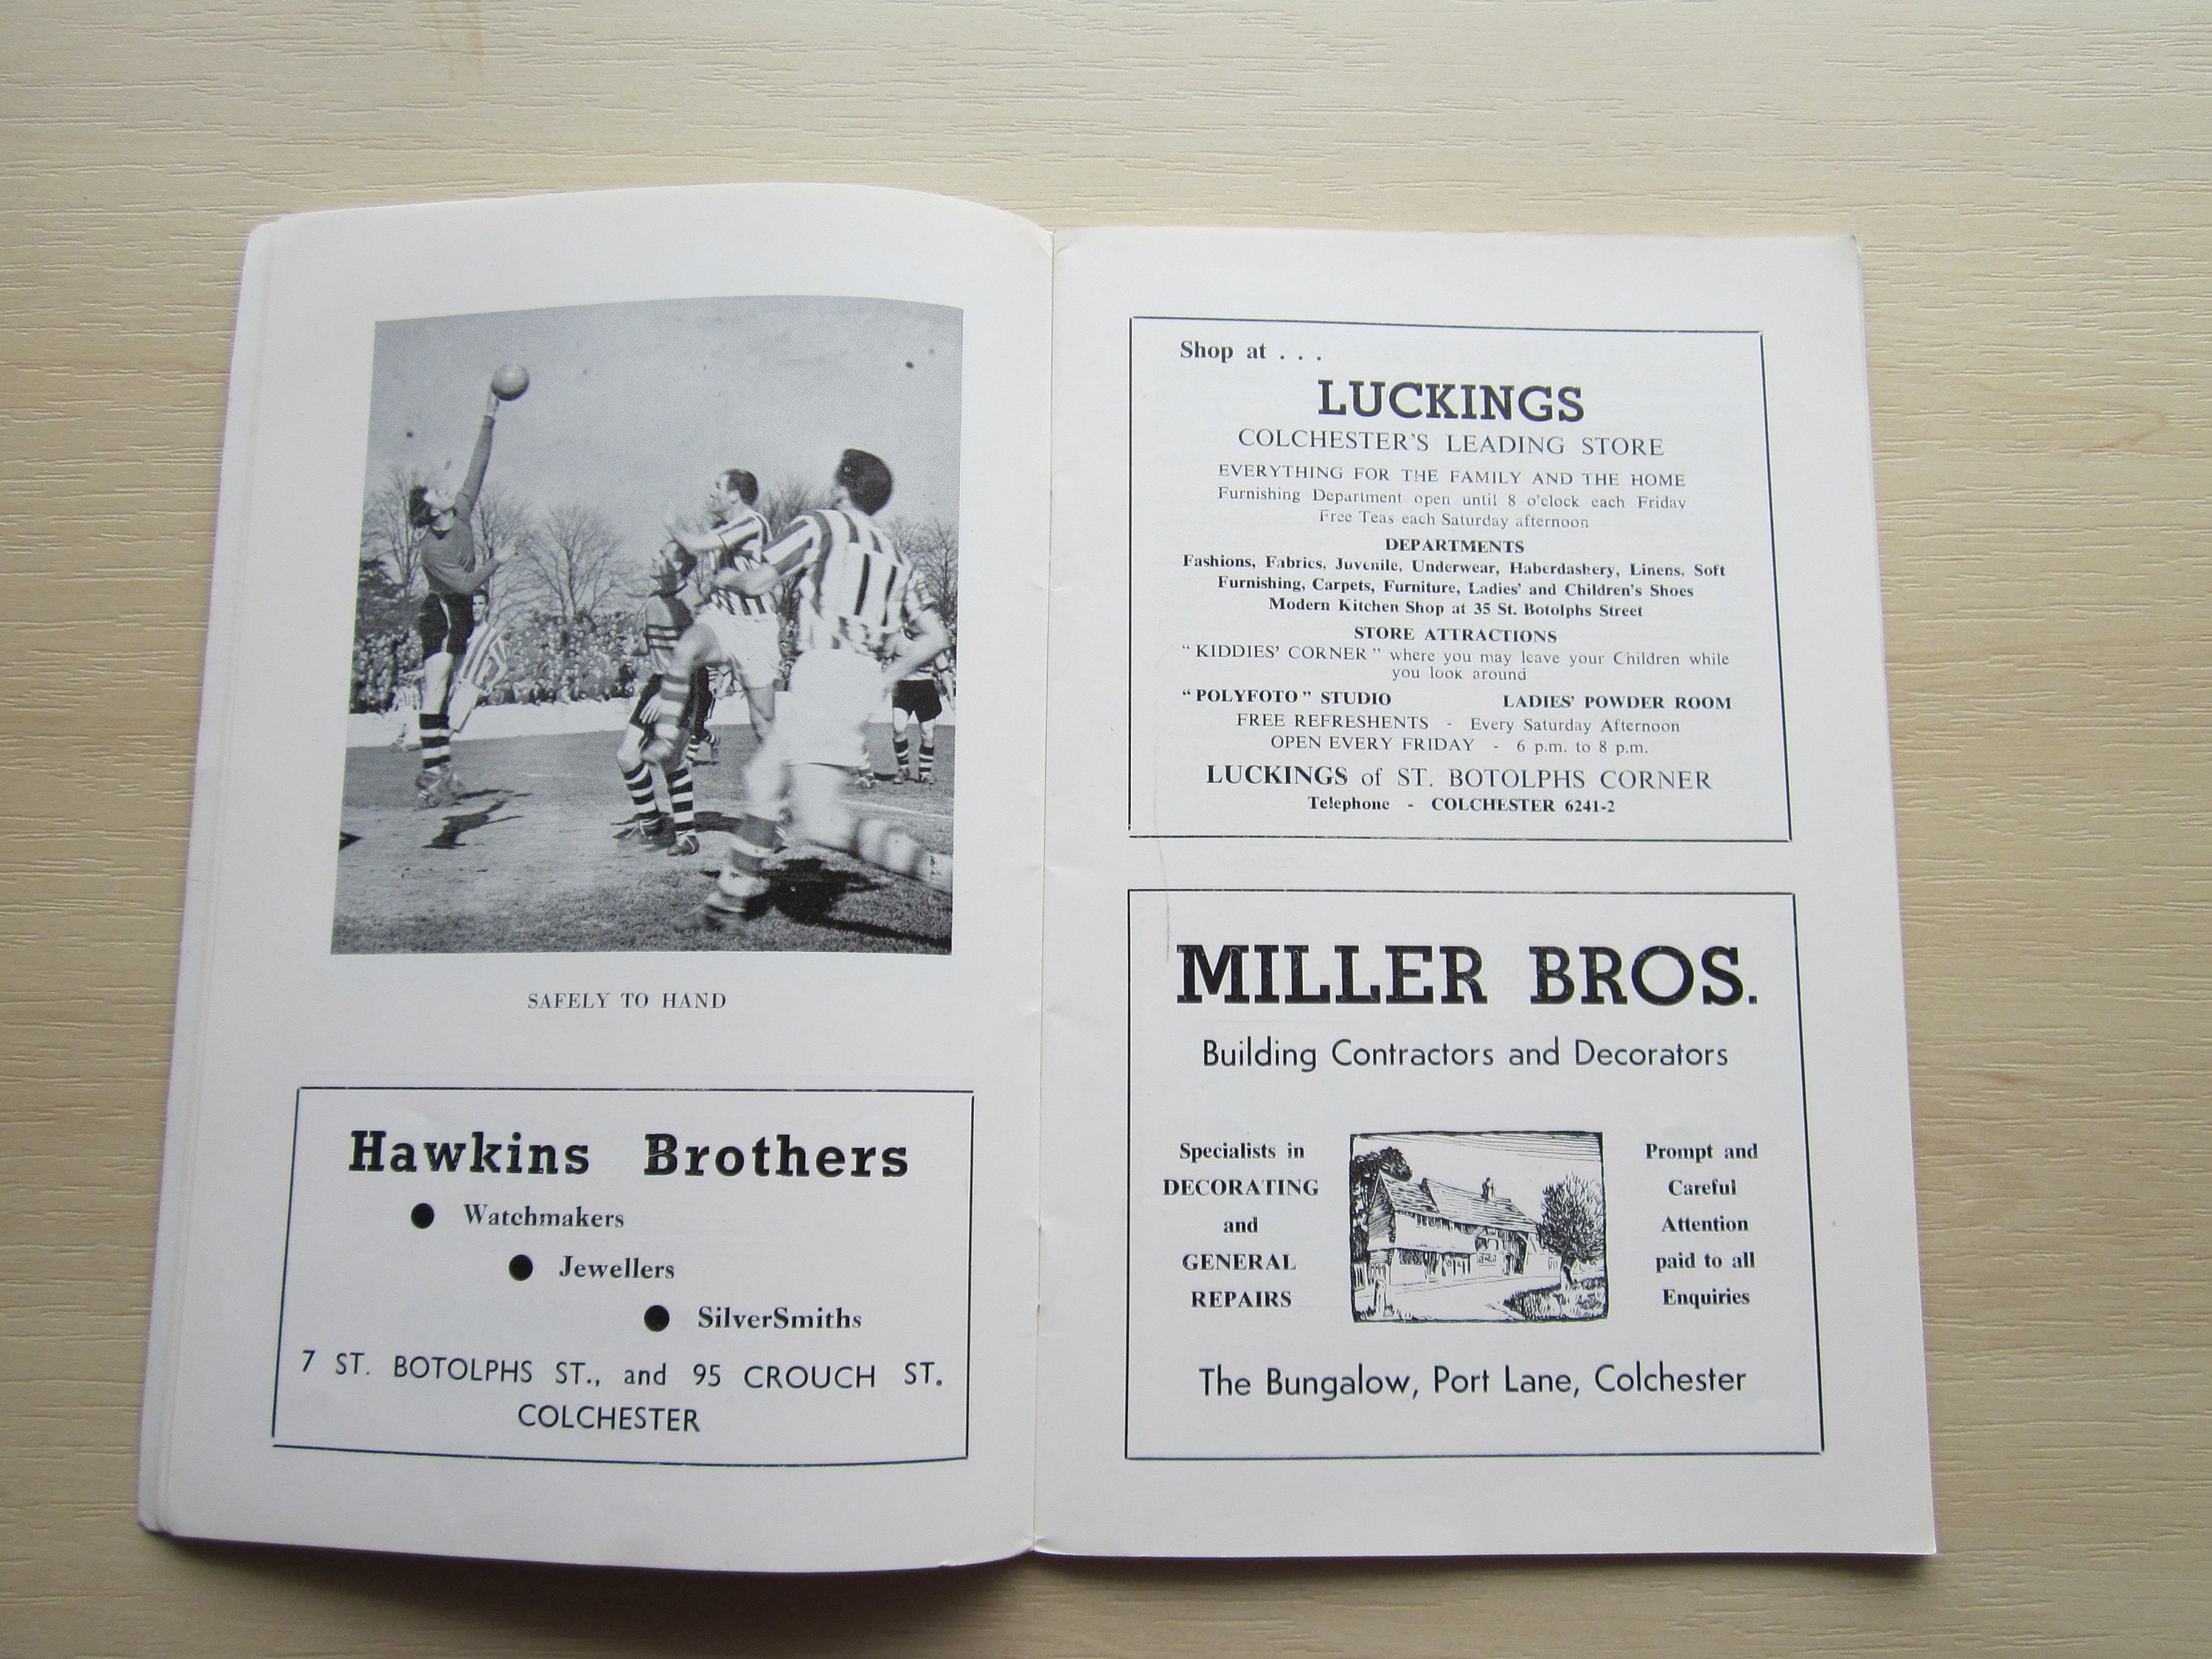 SAFELY TO HAND
Hawkins Brothers
Watchmakers
Jewellers
SilverSmiths
7 ST. BOTOLPHS ST., and 95 CROUCH ST.
COLCHESTER
Shop at . . .
LUCKINGS
COLCHESTER'S LEADING STORE
EVERYTHING FOR THE FAMILY AND THE HOME
Furnishing Department open until 8 o'clock each Friday
Free Teas each Saturday afternoon
DEPARTMENTS
Fashions, Fabrics, Juvenile, Underwear, Haberdashery, Linens, Soft
Furnishing, Carpets, Furniture, Ladies' and Children's Shoes
Modern Kitchen Shop at 35 St. Botolphs Street
STORE ATTRACTIONS
"KIDDIES' CORNER" where you may leave your Children while
you look around
"POLYFOTO" STUDIO LADIES' POWDER ROOM
FREE REFRESHENTS - Every Saturday Afternoon
OPEN EVERY FRIDAY - 6 p.m. to 8 p.m.
LUCKINGS of ST. BOTOLPHS CORNER
Telephone - COLCHESTER 6241-2
MILLER BROS.
Building Contractors and Decorators
Specialists in
DECORATING
and
GENERAL
REPAIRS
Prompt and
Careful
Attention
paid to all
Enquiries
The Bungalow, Port Lane, Colchester